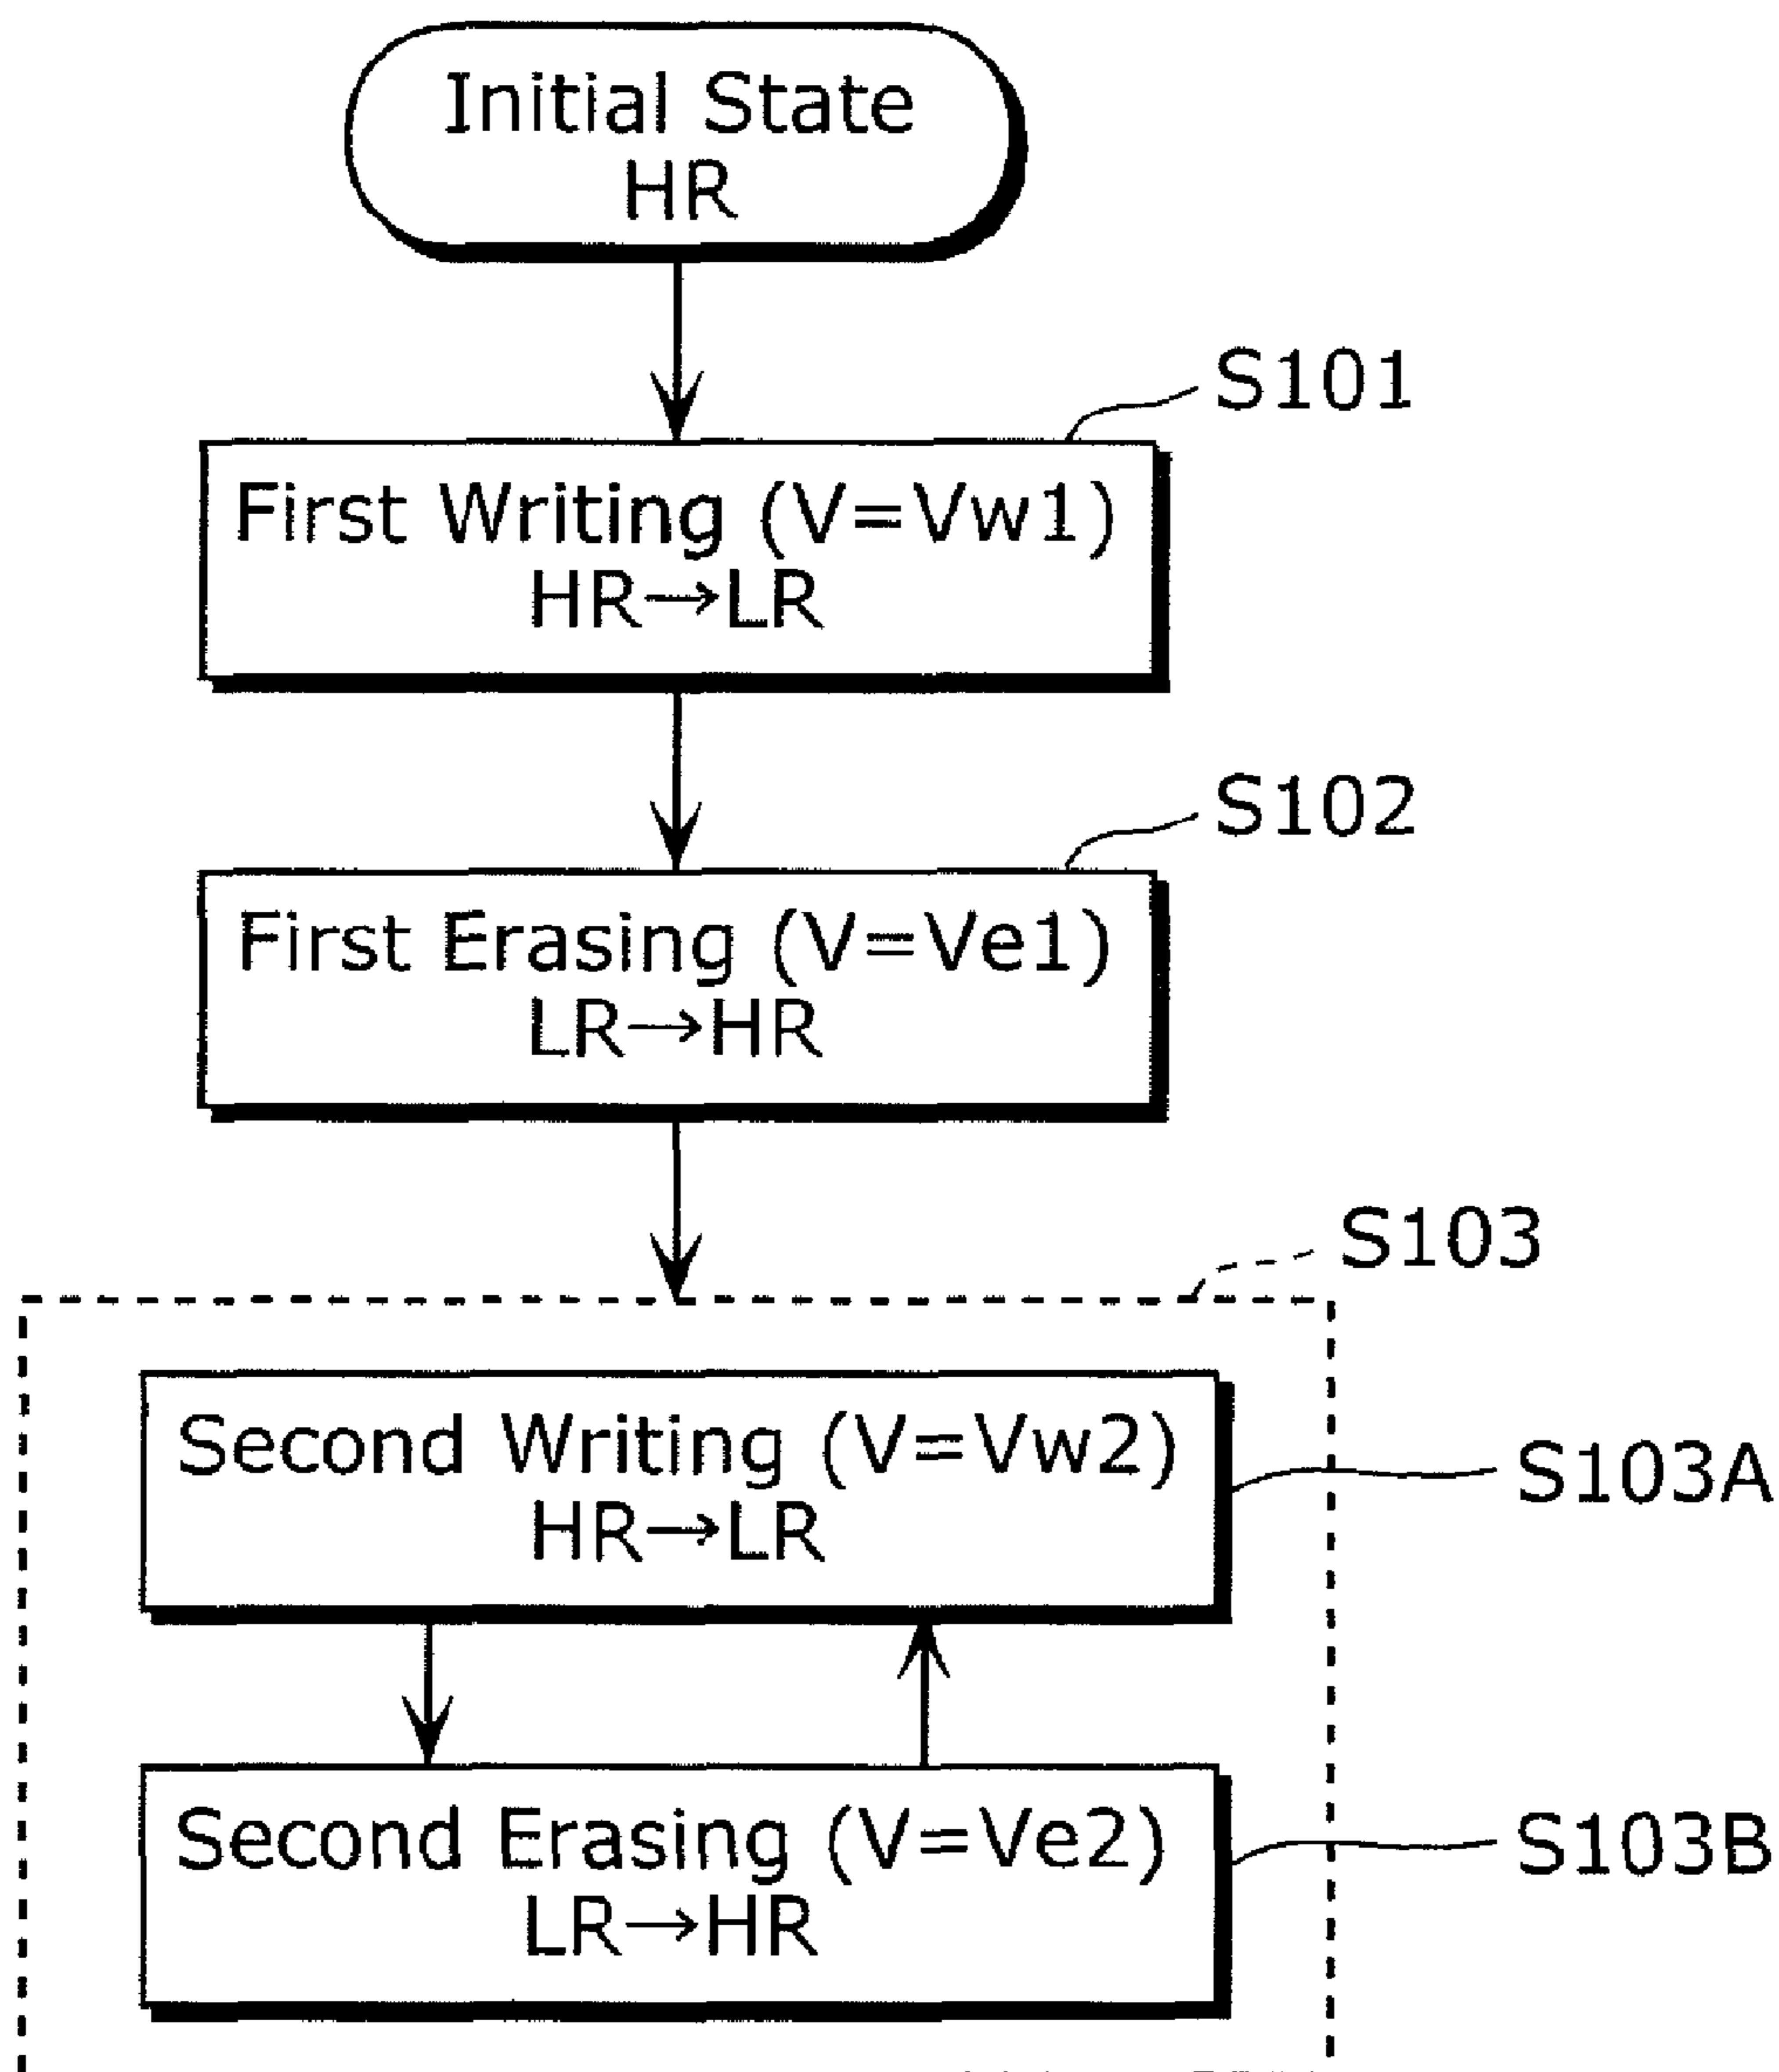 Initial State
HR
S101
First Writing (V=Vw1)
HR→LR
S102
First Erasing (V=Ve1)
LR→HR
S103
Second Writing (V=Vw2)
HR→LR
S103A
Second Erasing (V=Ve2)
LR→HR
S103B